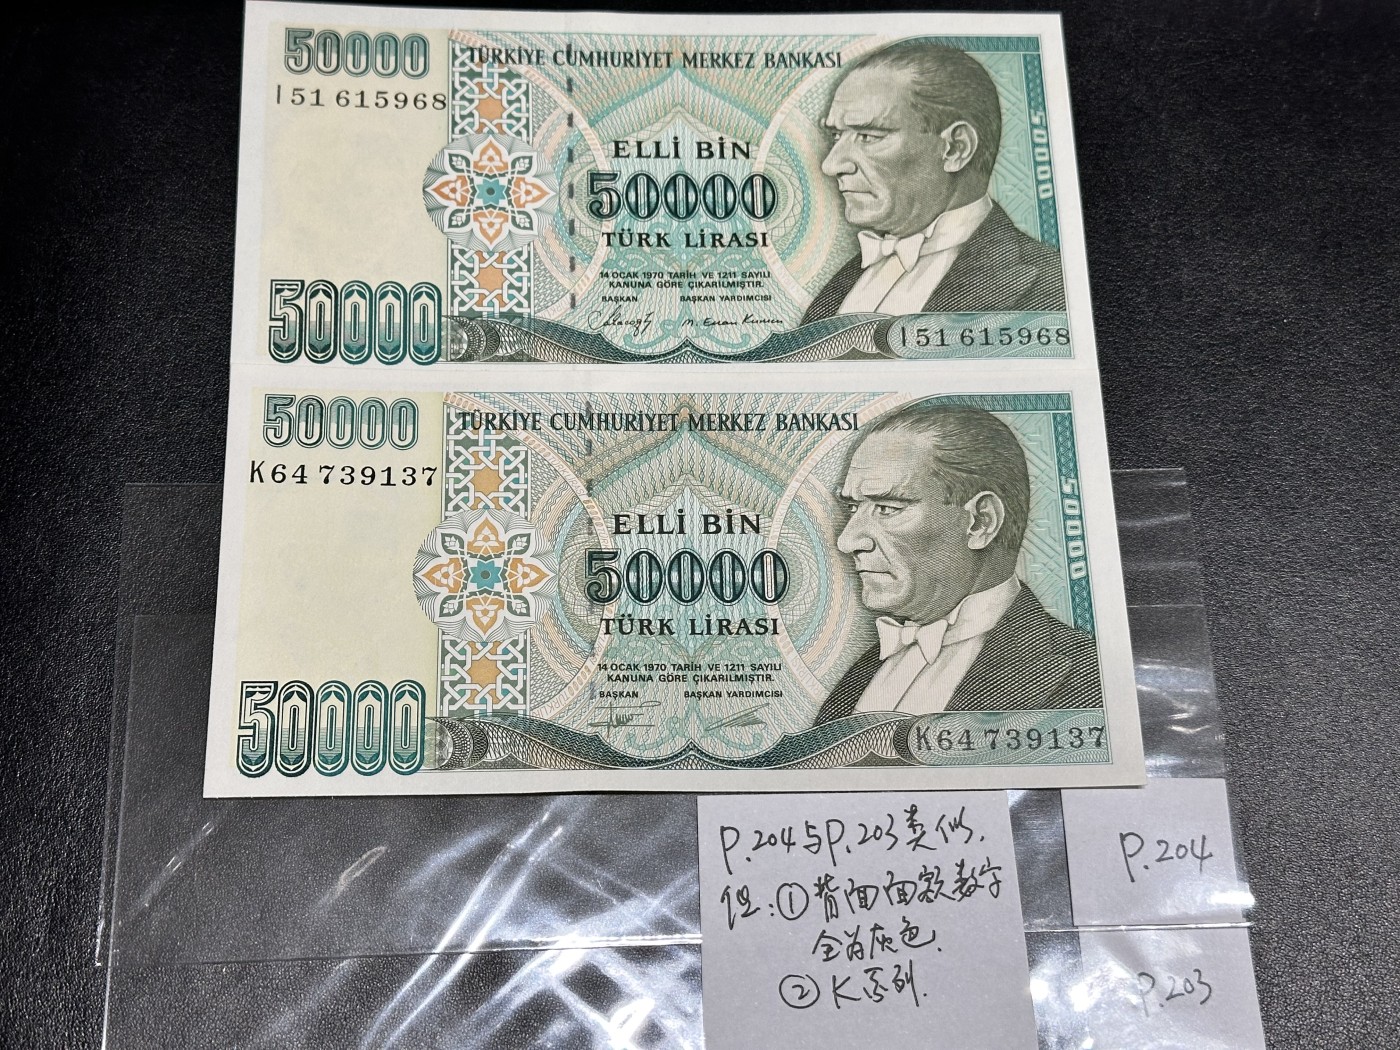 50000
TÜRKİYE CUMHURİYET MERKEZ BANKASI
I51 615968
50000
ELLİ BİN
50000
TÜRK LİRASI
14 OCAK 1970 TARİH VE 1211 SAYILI
KANUNA GÖRE ÇIKARILMIŞTIR.
BAŞKAN BAŞKAN YARDIMCISI
50000
I51 615968
50000
TÜRKİYE CUMHURİYET MERKEZ BANKASI
K64 739137
50000
ELLİ BİN
50000
TÜRK LİRASI
14 OCAK 1970 TARİH VE 1211 SAYILI
KANUNA GÖRE ÇIKARILMIŞTIR.
BAŞKAN BAŞKAN YARDIMCISI
50000
K64 739137
P.204与P.203类似.
但:①背面面额数字
全为灰色.
②K系列.
P.204
P.203